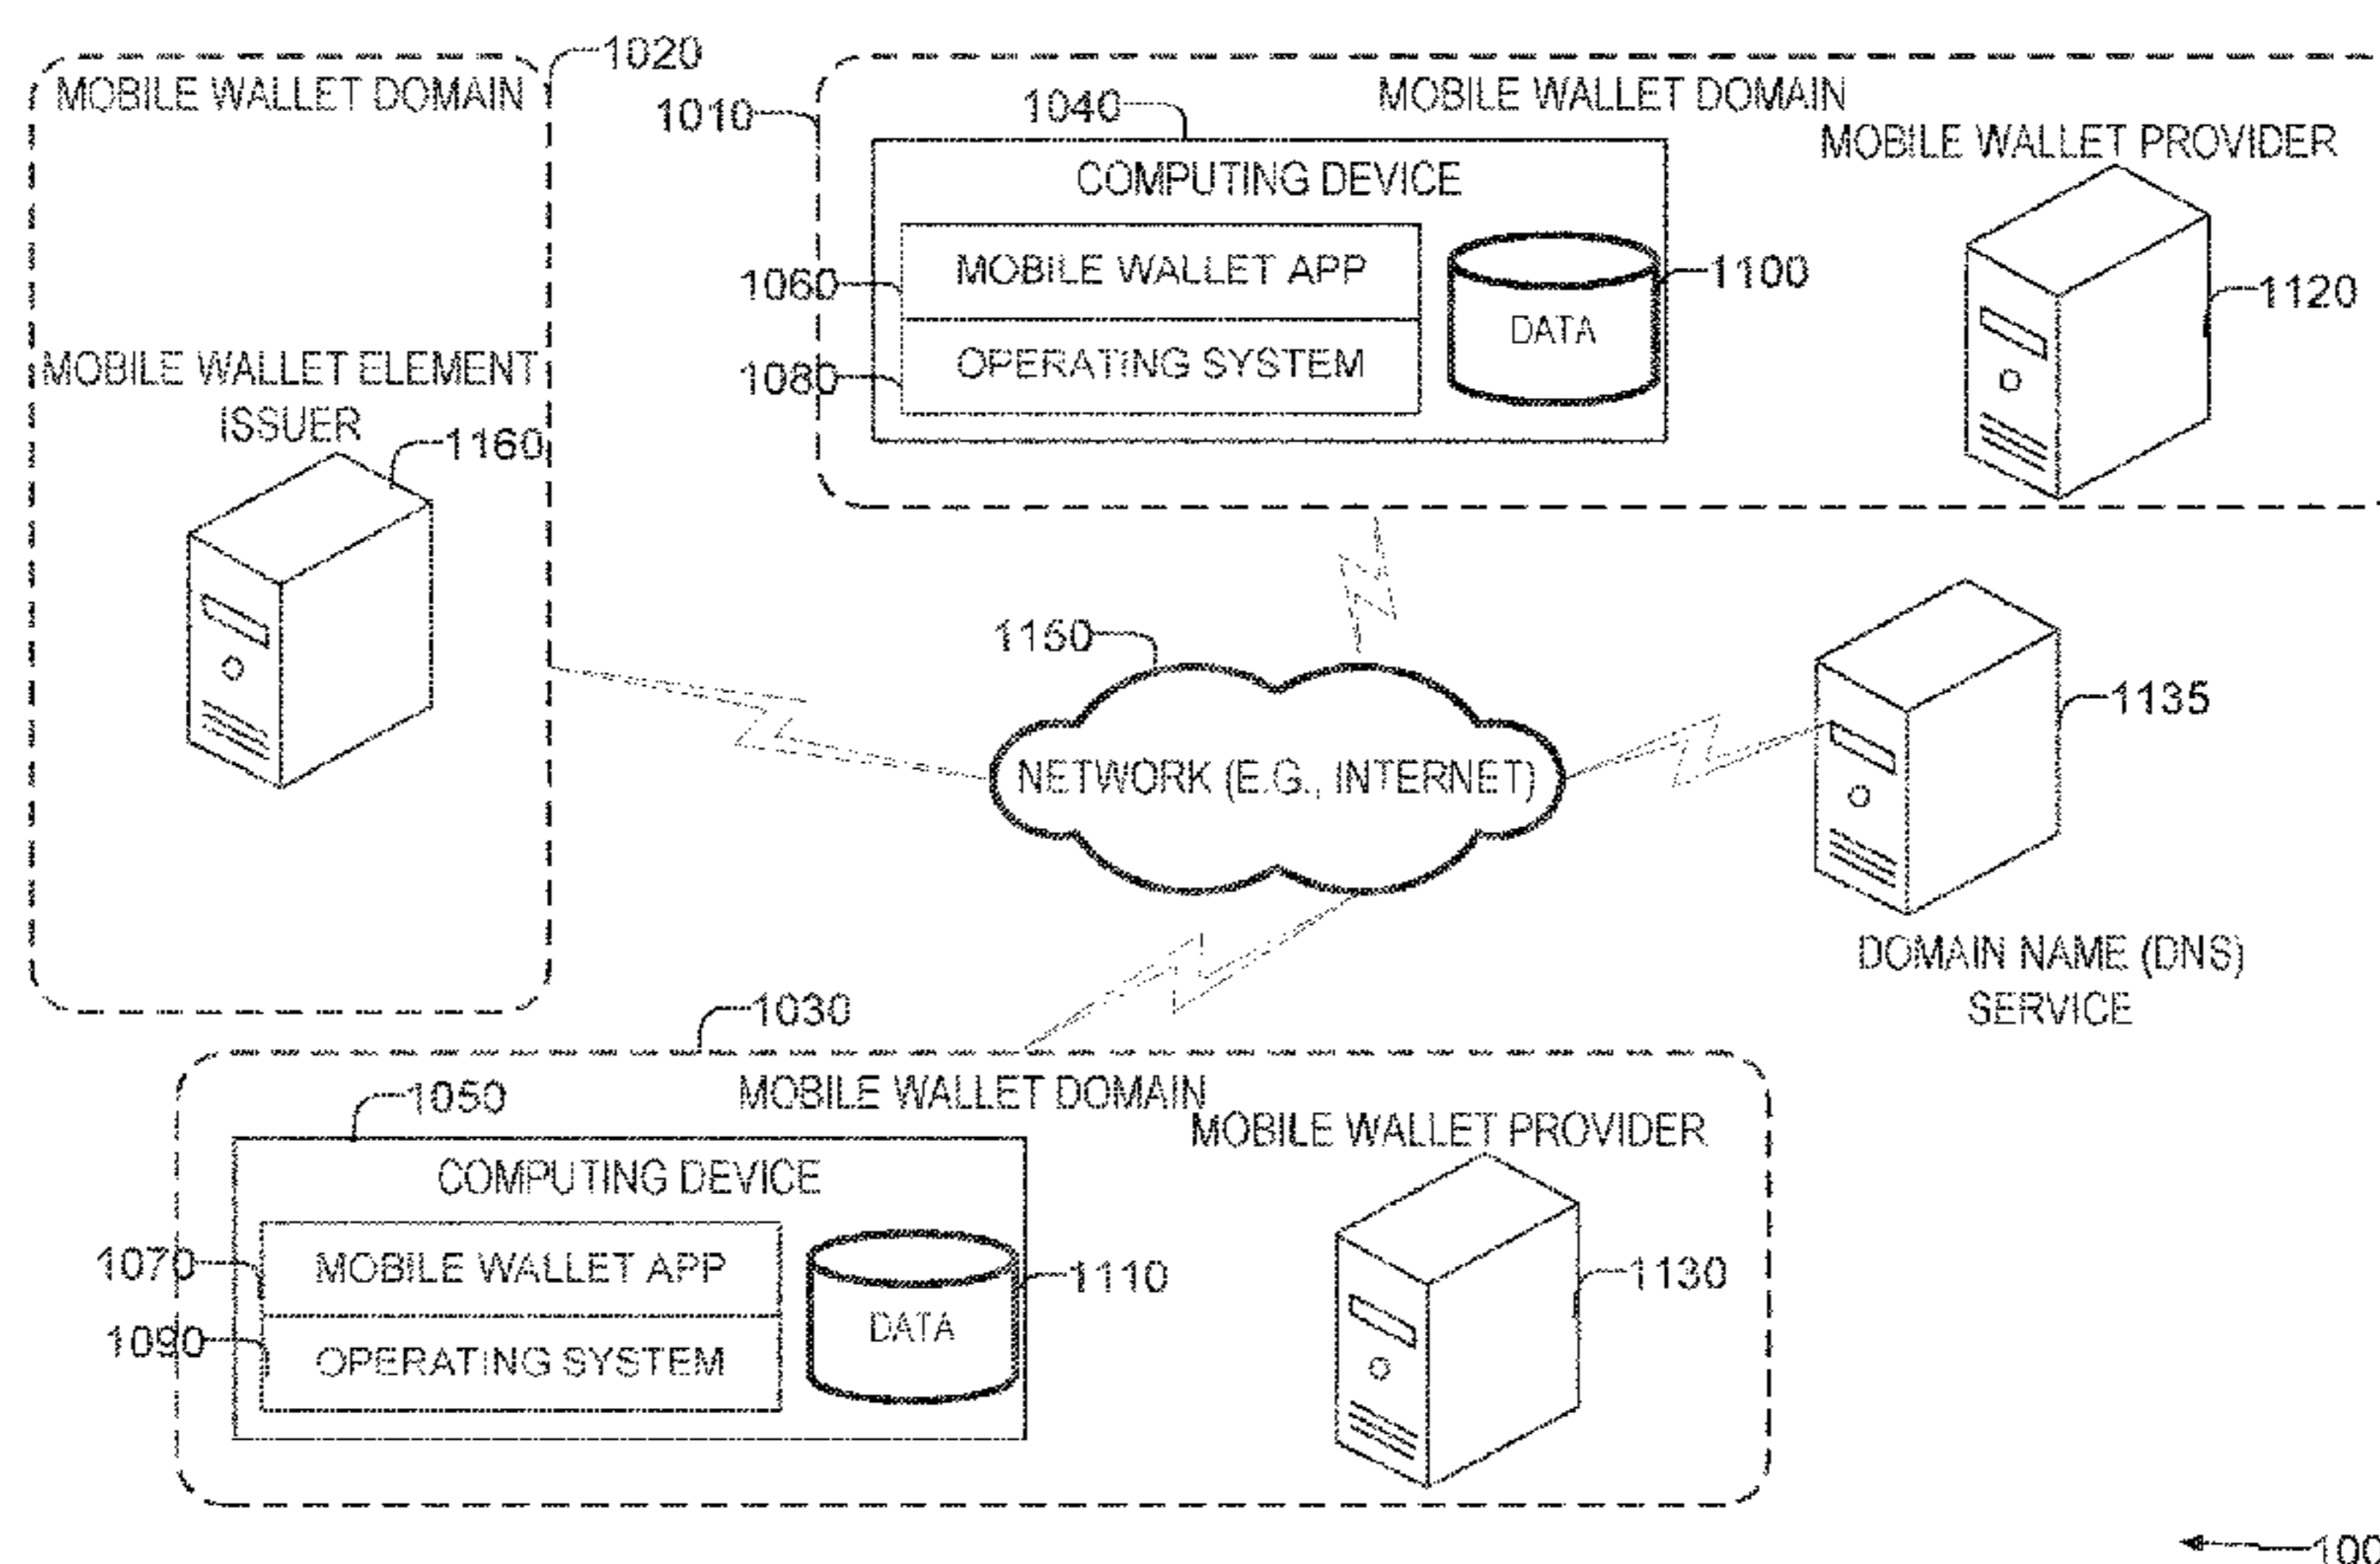 1020
MOBILE WALLET DOMAIN
MOBILE WALLET ELEMENT
ISSUER
1160
1010
MOBILE WALLET DOMAIN
1040
MOBILE WALLET PROVIDER
COMPUTING DEVICE
1060
MOBILE WALLET APP
1100
1120
DATA
1080
OPERATING SYSTEM
1150
NETWORK (E.G., INTERNET)
1135
DOMAIN NAME (DNS)
SERVICE
1030
MOBILE WALLET DOMAIN
1050
MOBILE WALLET PROVIDER
COMPUTING DEVICE
1070
MOBILE WALLET APP
1110
1130
DATA
1090
OPERATING SYSTEM